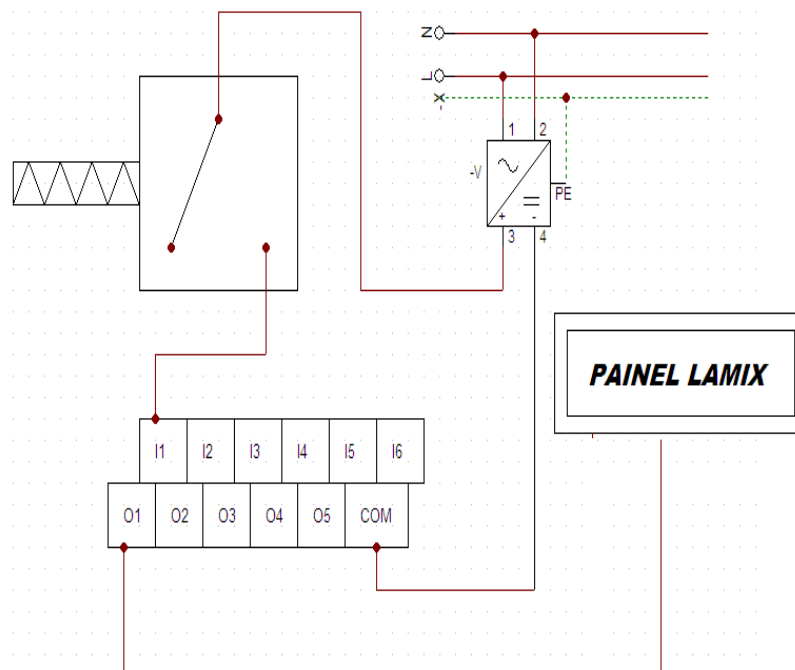 N
L
X
1 2
-V
PE
+ -
3 4
PAINEL LAMIX
I1 I2 I3 I4 I5 I6
O1 O2 O3 O4 O5 COM